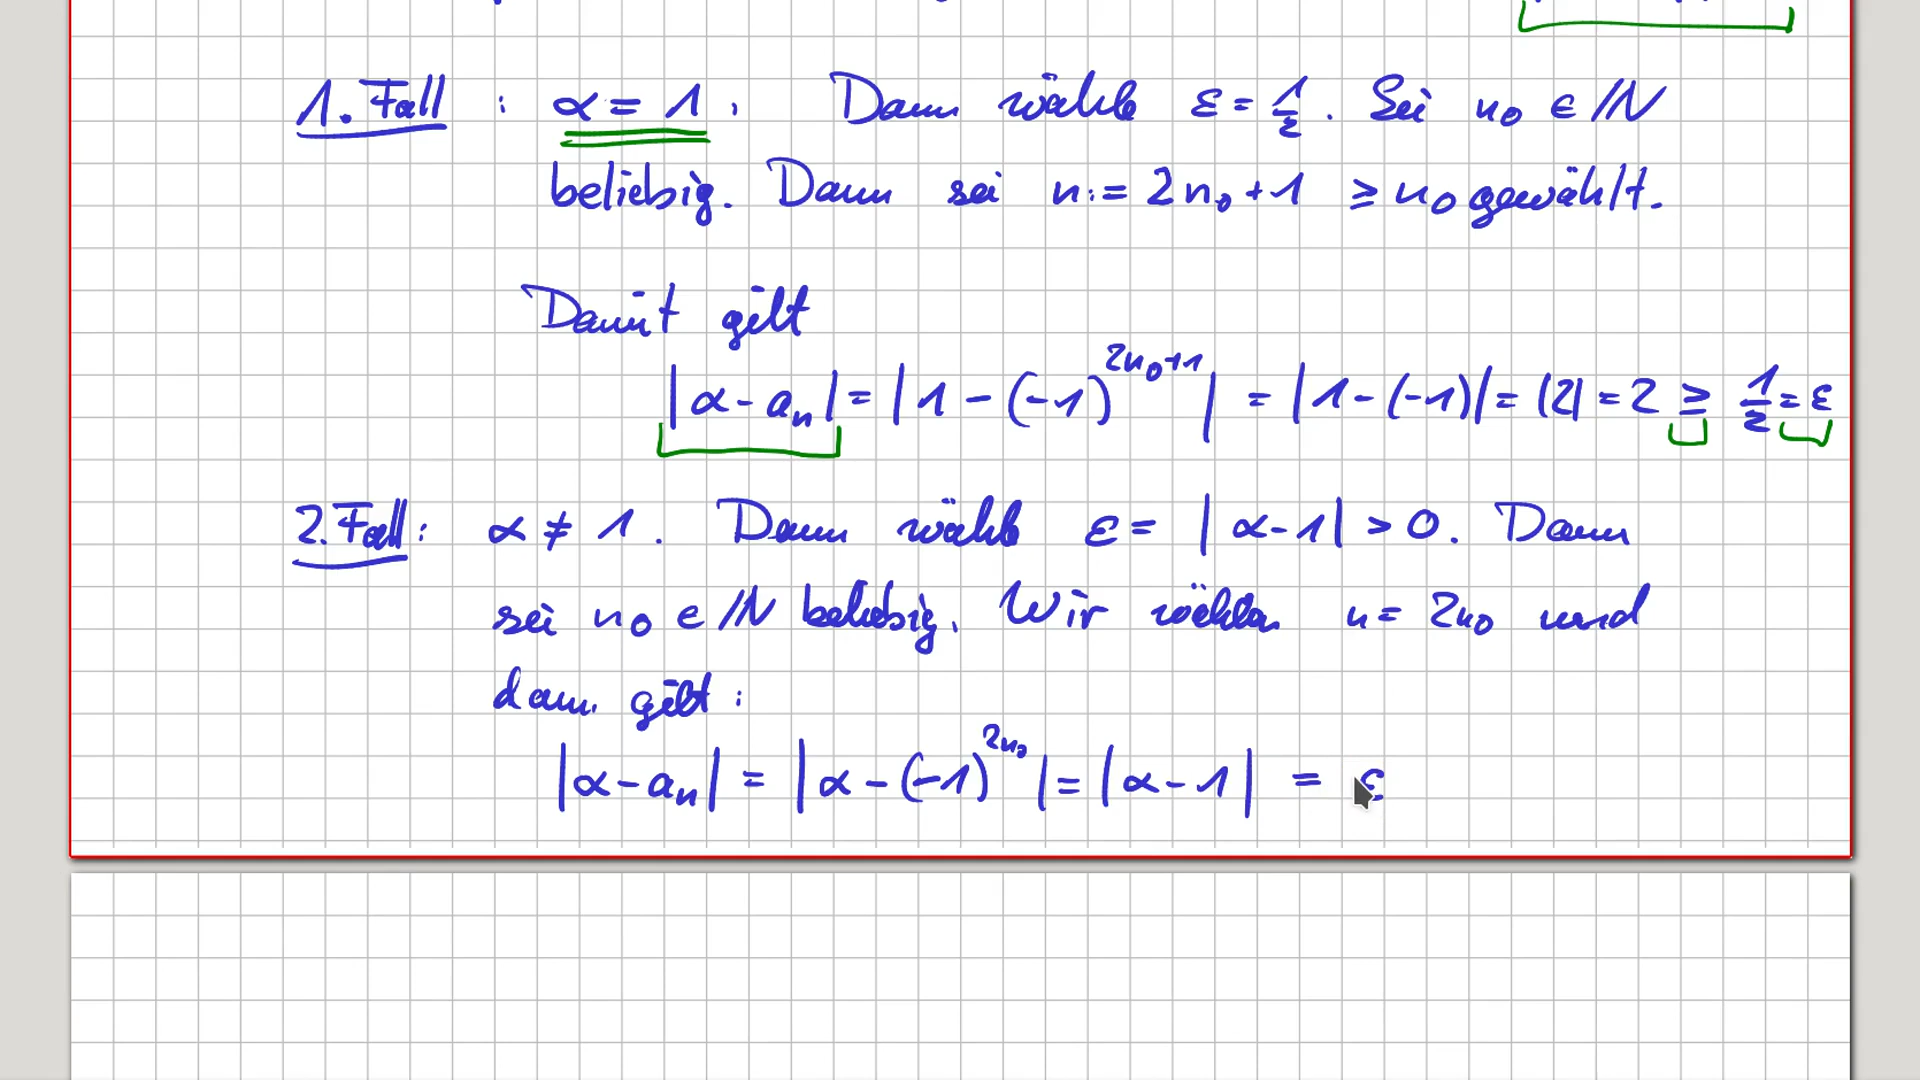 1. Fall : α = 1. Dann wähle ε = 1/2. Sei n₀ ∈ ℕ
beliebig. Dann sei n := 2n₀+1 ≥ n₀ gewählt.
Damit gilt
|α - aₙ| = |1 - (-1)^{2n₀+1}| = |1-(-1)| = |2| = 2 ≥ 1/2 = ε
2. Fall: α ≠ 1. Dann wähle ε = |α-1| > 0. Dann
sei n₀ ∈ ℕ beliebig. Wir wählen n = 2n₀ und
dann gilt:
|α - aₙ| = |α - (-1)^{2n₀}| = |α - 1| = ε